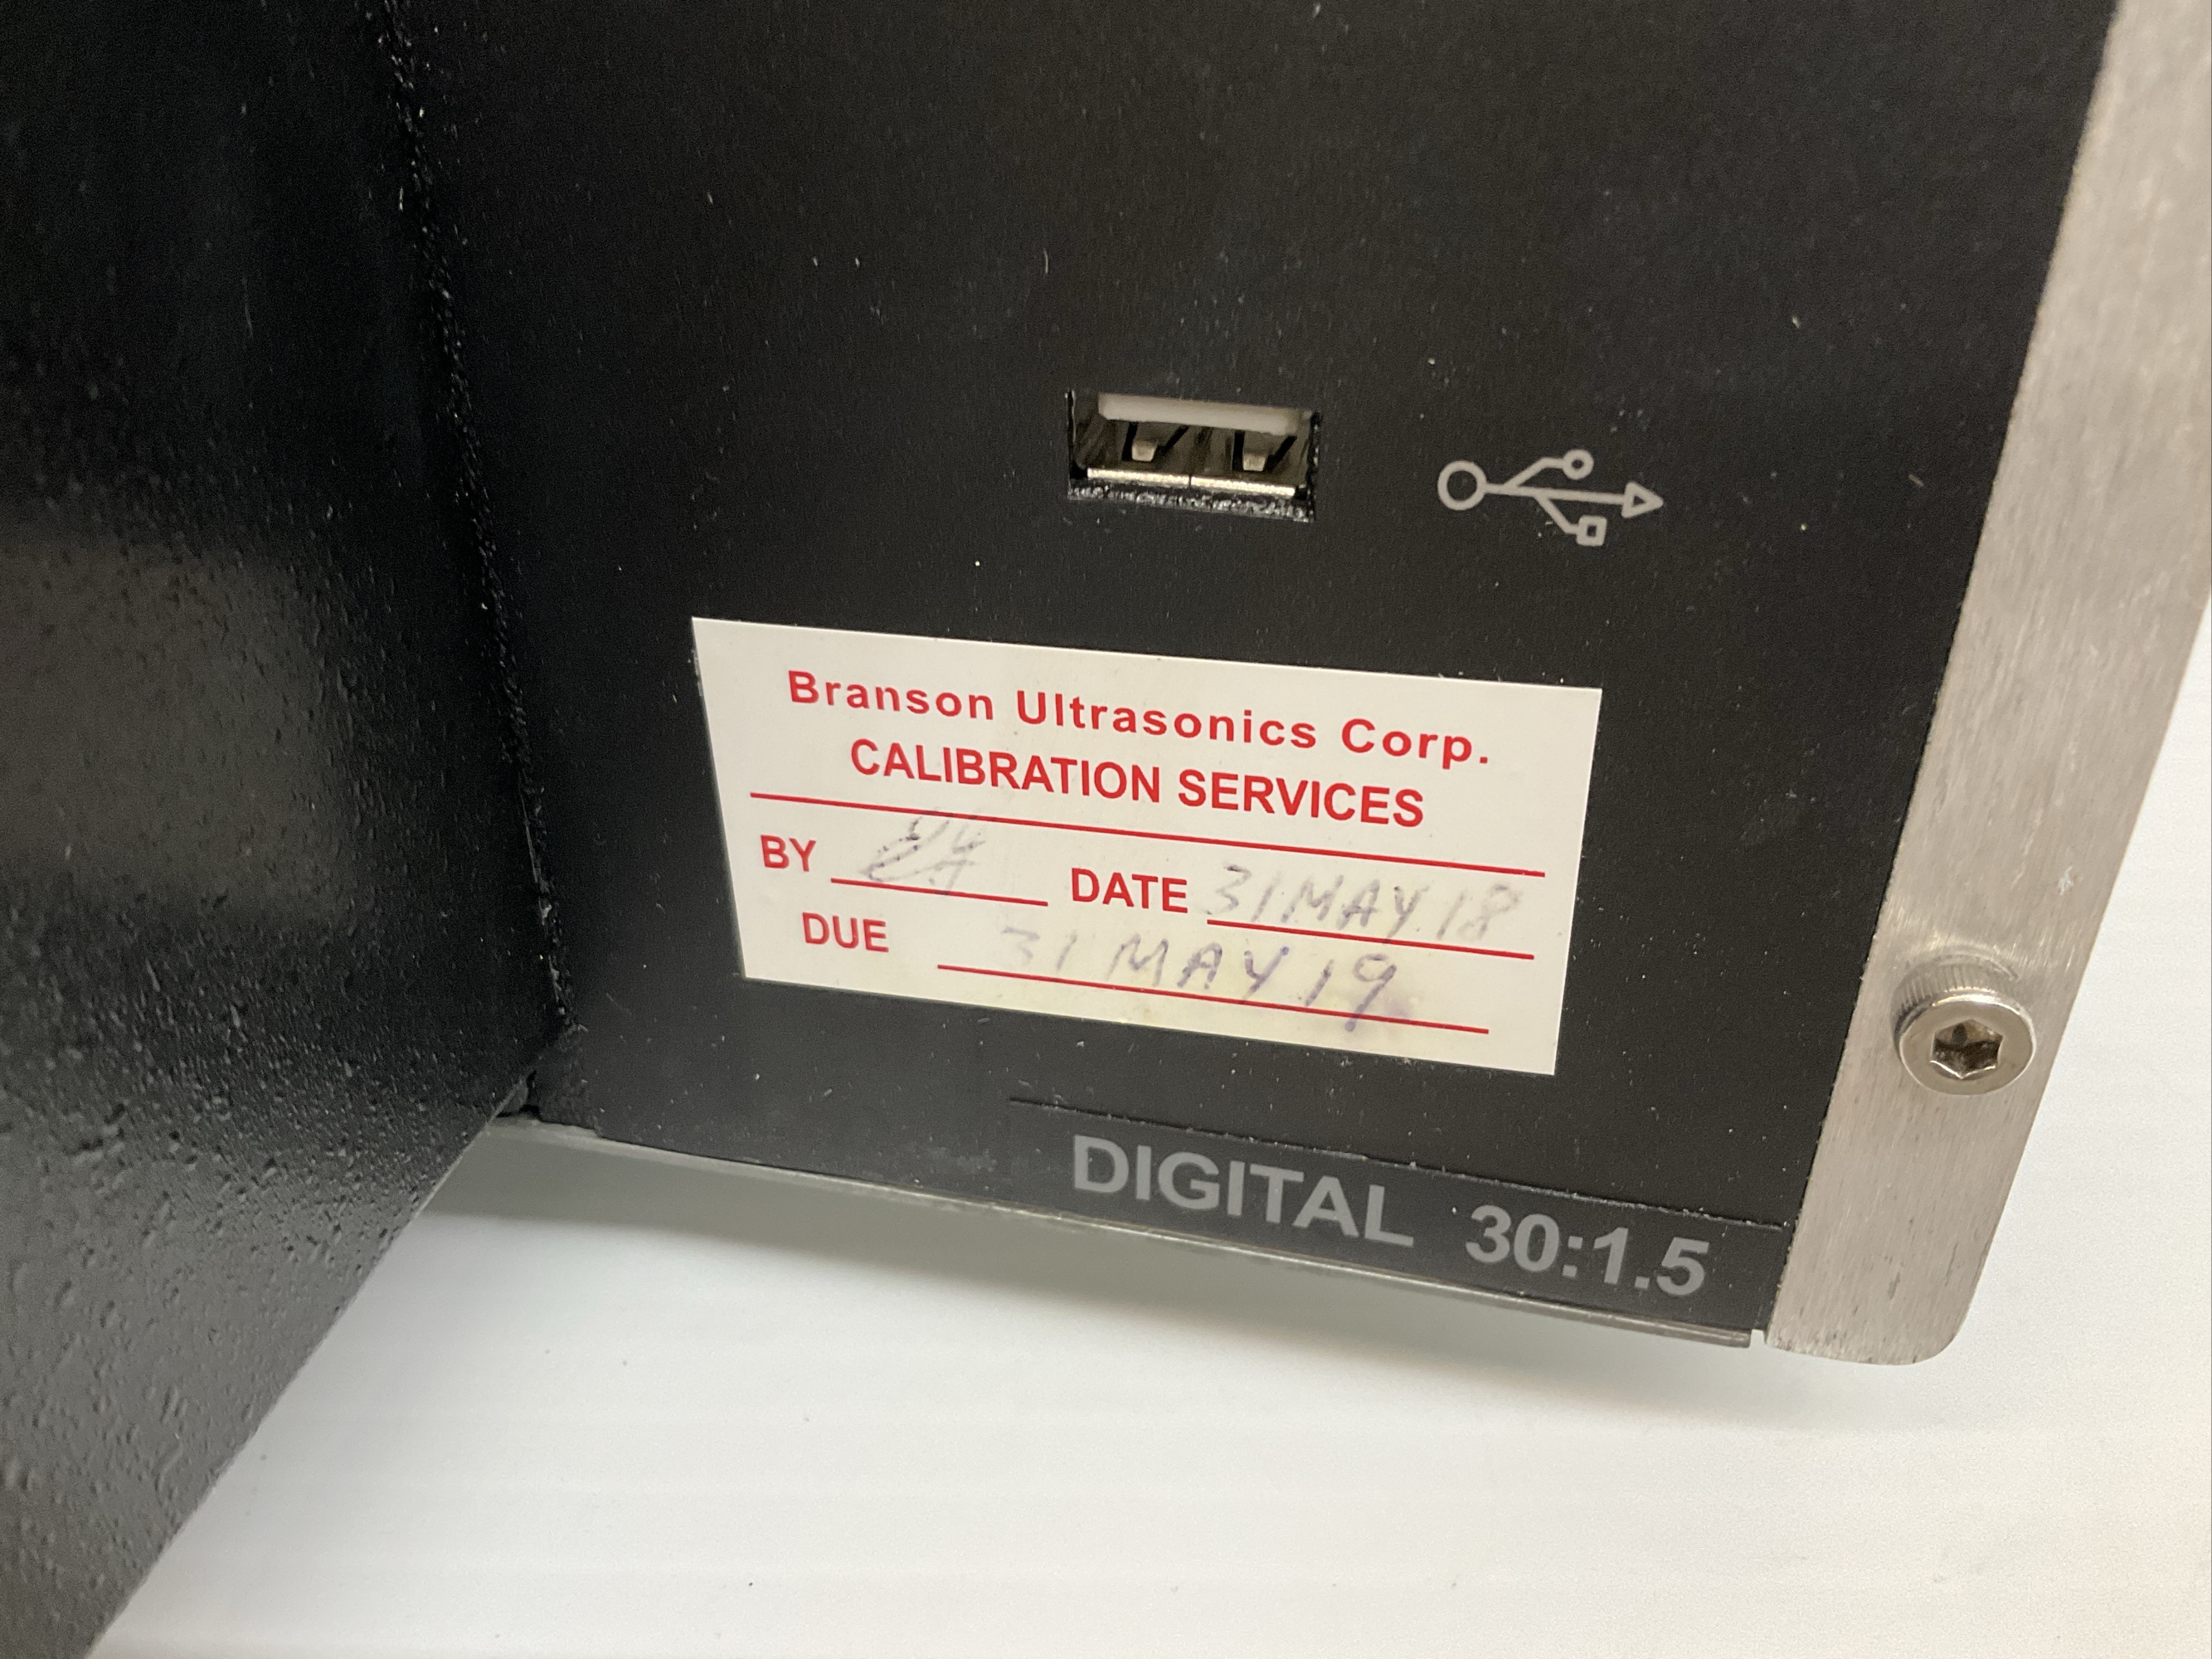 Branson Ultrasonics Corp.
CALIBRATION SERVICES
BY DATE 31 MAY 18
DUE 31 MAY 19
DIGITAL 30:1.5